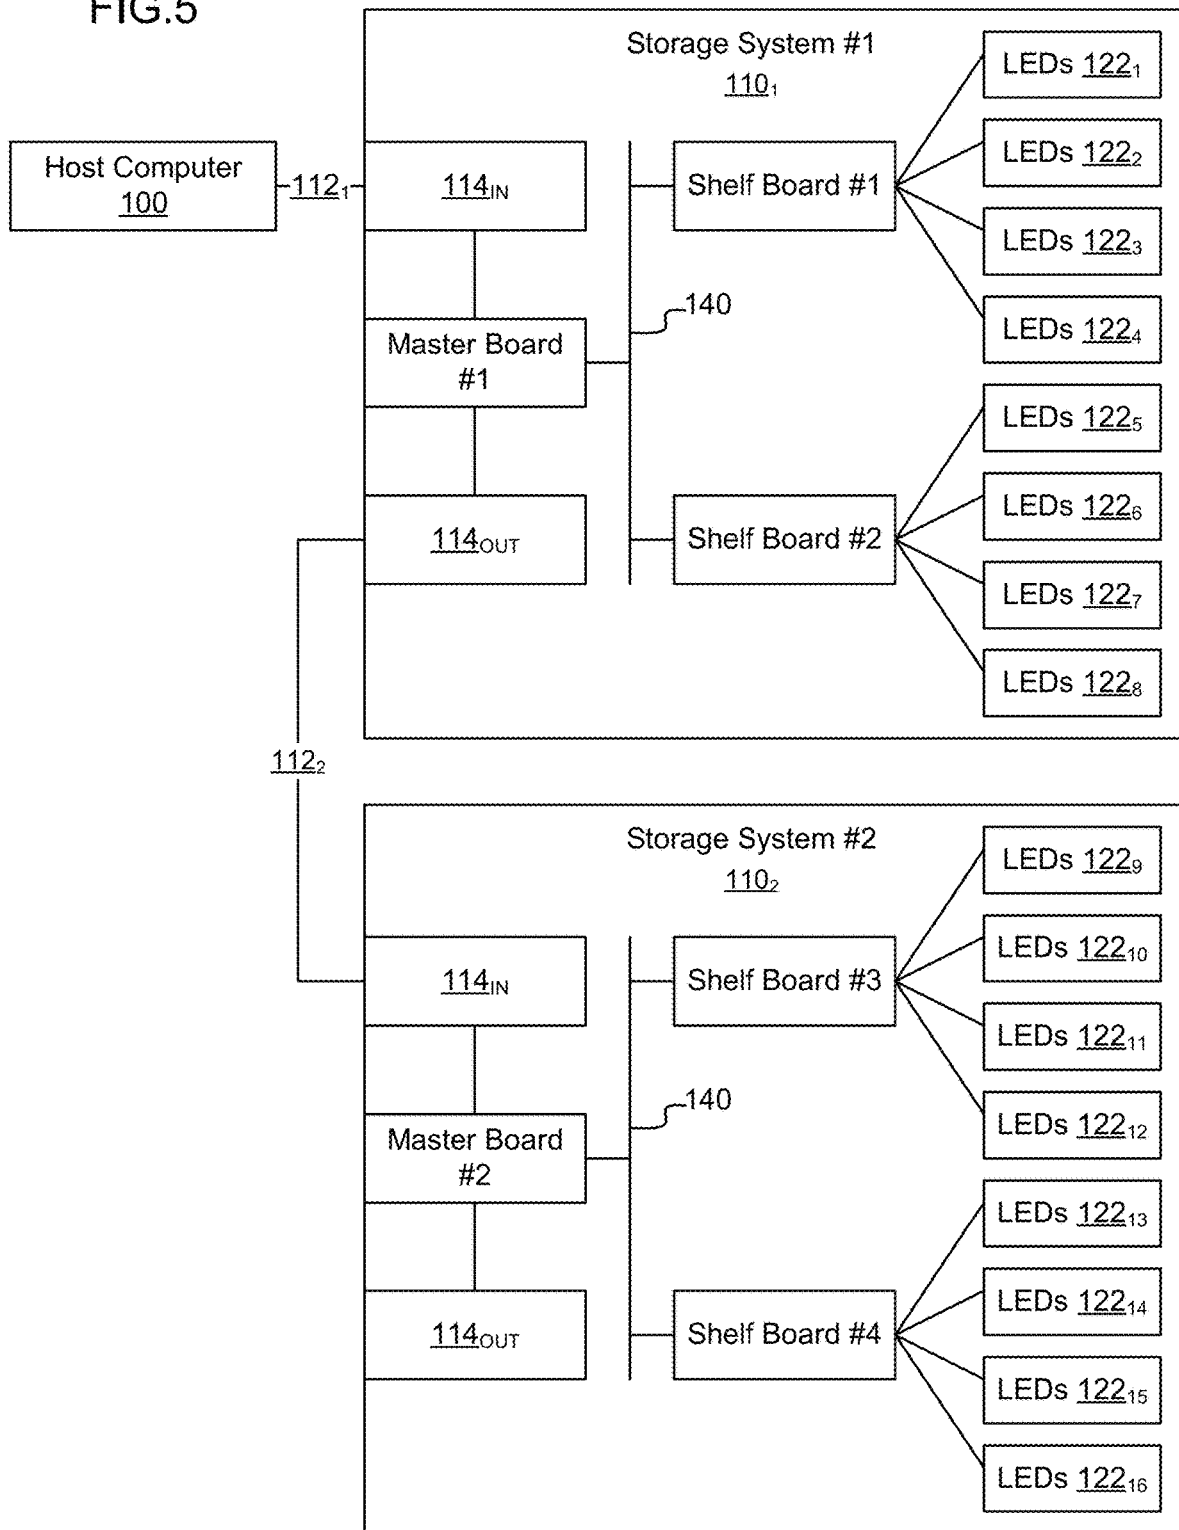 FIG.5
Storage System #1
110₁
Host Computer
100
112₁
114IN
Master Board
#1
114OUT
140
Shelf Board #1
Shelf Board #2
LEDs 122₁
LEDs 122₂
LEDs 122₃
LEDs 122₄
LEDs 122₅
LEDs 122₆
LEDs 122₇
LEDs 122₈
112₂
Storage System #2
110₂
114IN
Master Board
#2
114OUT
140
Shelf Board #3
Shelf Board #4
LEDs 122₉
LEDs 122₁₀
LEDs 122₁₁
LEDs 122₁₂
LEDs 122₁₃
LEDs 122₁₄
LEDs 122₁₅
LEDs 122₁₆